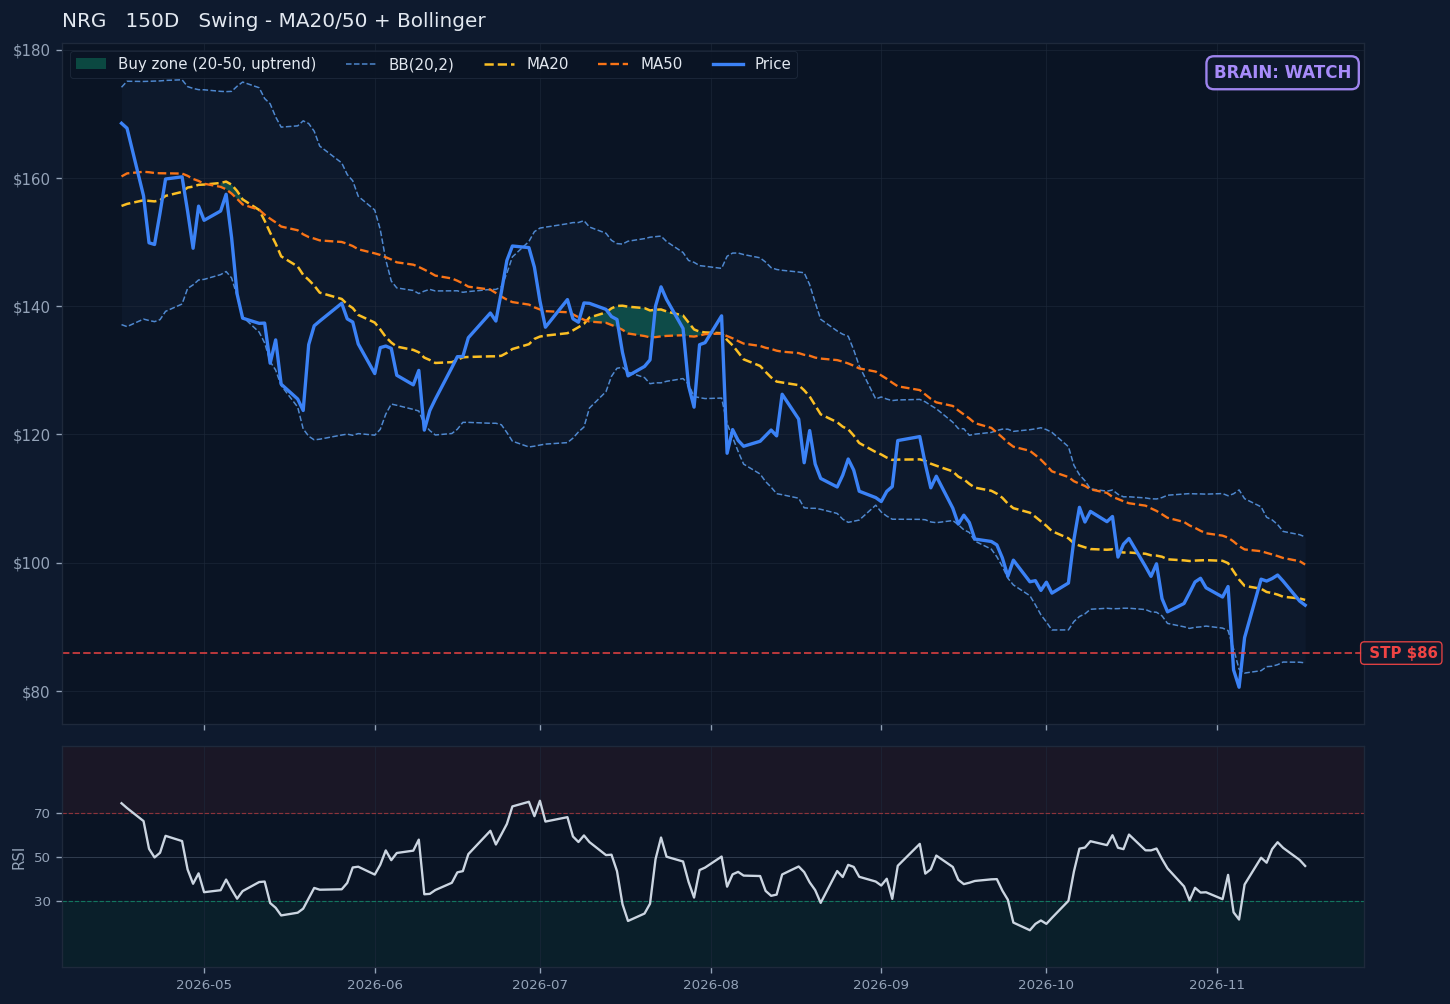 NRG   150D   Swing - MA20/50 + Bollinger
Buy zone (20-50, uptrend)   BB(20,2)   MA20   MA50   Price
BRAIN: WATCH
$180
$160
$140
$120
$100
$80
STP $86
RSI
70
50
30
2026-05   2026-06   2026-07   2026-08   2026-09   2026-10   2026-11